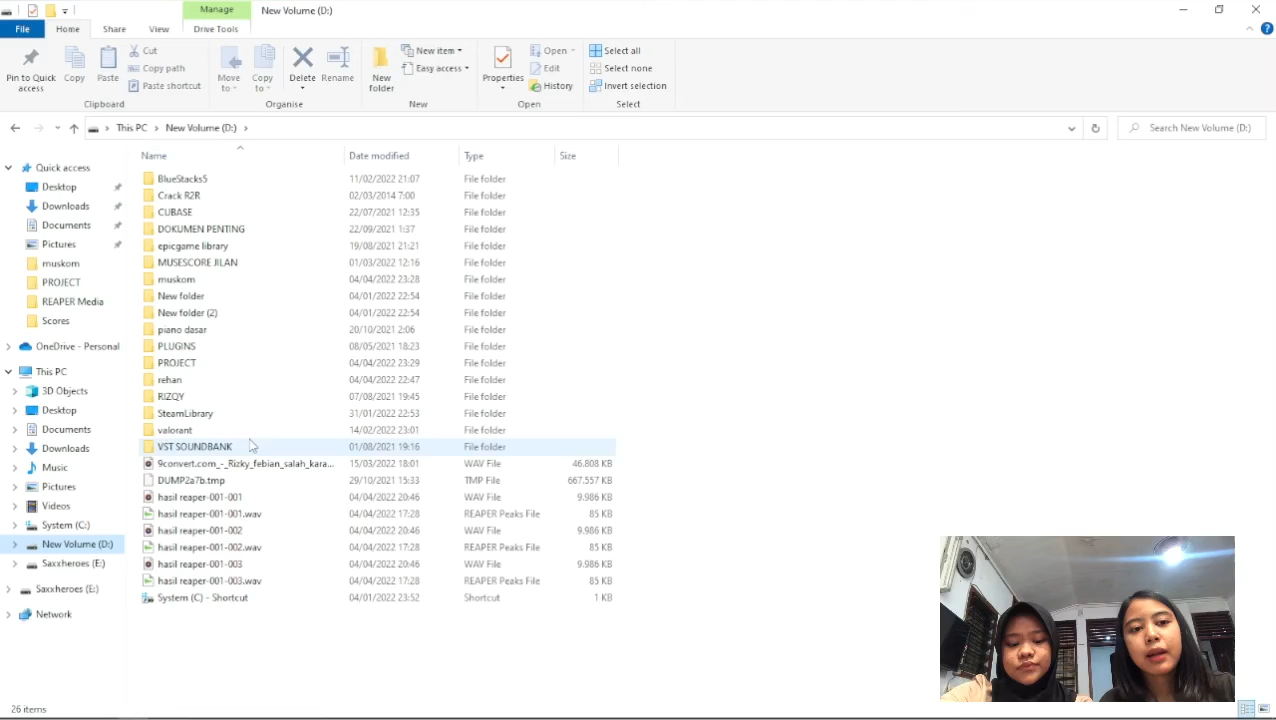 Manage
New Volume (D:)
File
Home
Share
View
Drive Tools
Pin to Quick access
Copy
Paste
Cut
Copy path
Paste shortcut
Clipboard
Move to
Copy to
Delete
Rename
Organise
New folder
New item
Easy access
New
Properties
Open
Edit
History
Open
Select all
Select none
Invert selection
Select
This PC > New Volume (D:) >
Search New Volume (D:)
Name Date modified Type Size
Quick access
Desktop
Downloads
Documents
Pictures
muskom
PROJECT
REAPER Media
Scores
OneDrive - Personal
This PC
3D Objects
Desktop
Documents
Downloads
Music
Pictures
Videos
System (C:)
New Volume (D:)
Saxxheroes (E:)
Saxxheroes (E:)
Network
BlueStacks5 11/02/2022 21:07 File folder
Crack R2R 02/03/2014 7:00 File folder
CUBASE 22/07/2021 12:35 File folder
DOKUMEN PENTING 22/09/2021 1:37 File folder
epicgame library 19/08/2021 21:21 File folder
MUSESCORE JILAN 01/03/2022 12:16 File folder
muskom 04/04/2022 23:28 File folder
New folder 04/01/2022 22:54 File folder
New folder (2) 04/01/2022 22:54 File folder
piano dasar 20/10/2021 2:06 File folder
PLUGINS 08/05/2021 18:23 File folder
PROJECT 04/04/2022 23:29 File folder
rehan 04/04/2022 22:47 File folder
RIZQY 07/08/2021 19:45 File folder
SteamLibrary 31/01/2022 22:53 File folder
valorant 14/02/2022 23:01 File folder
VST SOUNDBANK 01/08/2021 19:16 File folder
9convert.com_-_Rizky_febian_salah_kara... 15/03/2022 18:01 WAV File 46.808 KB
DUMP2a7b.tmp 29/10/2021 15:33 TMP File 667.557 KB
hasil reaper-001-001 04/04/2022 20:46 WAV File 9.986 KB
hasil reaper-001-001.wav 04/04/2022 17:28 REAPER Peaks File 85 KB
hasil reaper-001-002 04/04/2022 20:46 WAV File 9.986 KB
hasil reaper-001-002.wav 04/04/2022 17:28 REAPER Peaks File 85 KB
hasil reaper-001-003 04/04/2022 20:46 WAV File 9.986 KB
hasil reaper-001-003.wav 04/04/2022 17:28 REAPER Peaks File 85 KB
System (C) - Shortcut 04/01/2022 23:52 Shortcut 1 KB
26 items